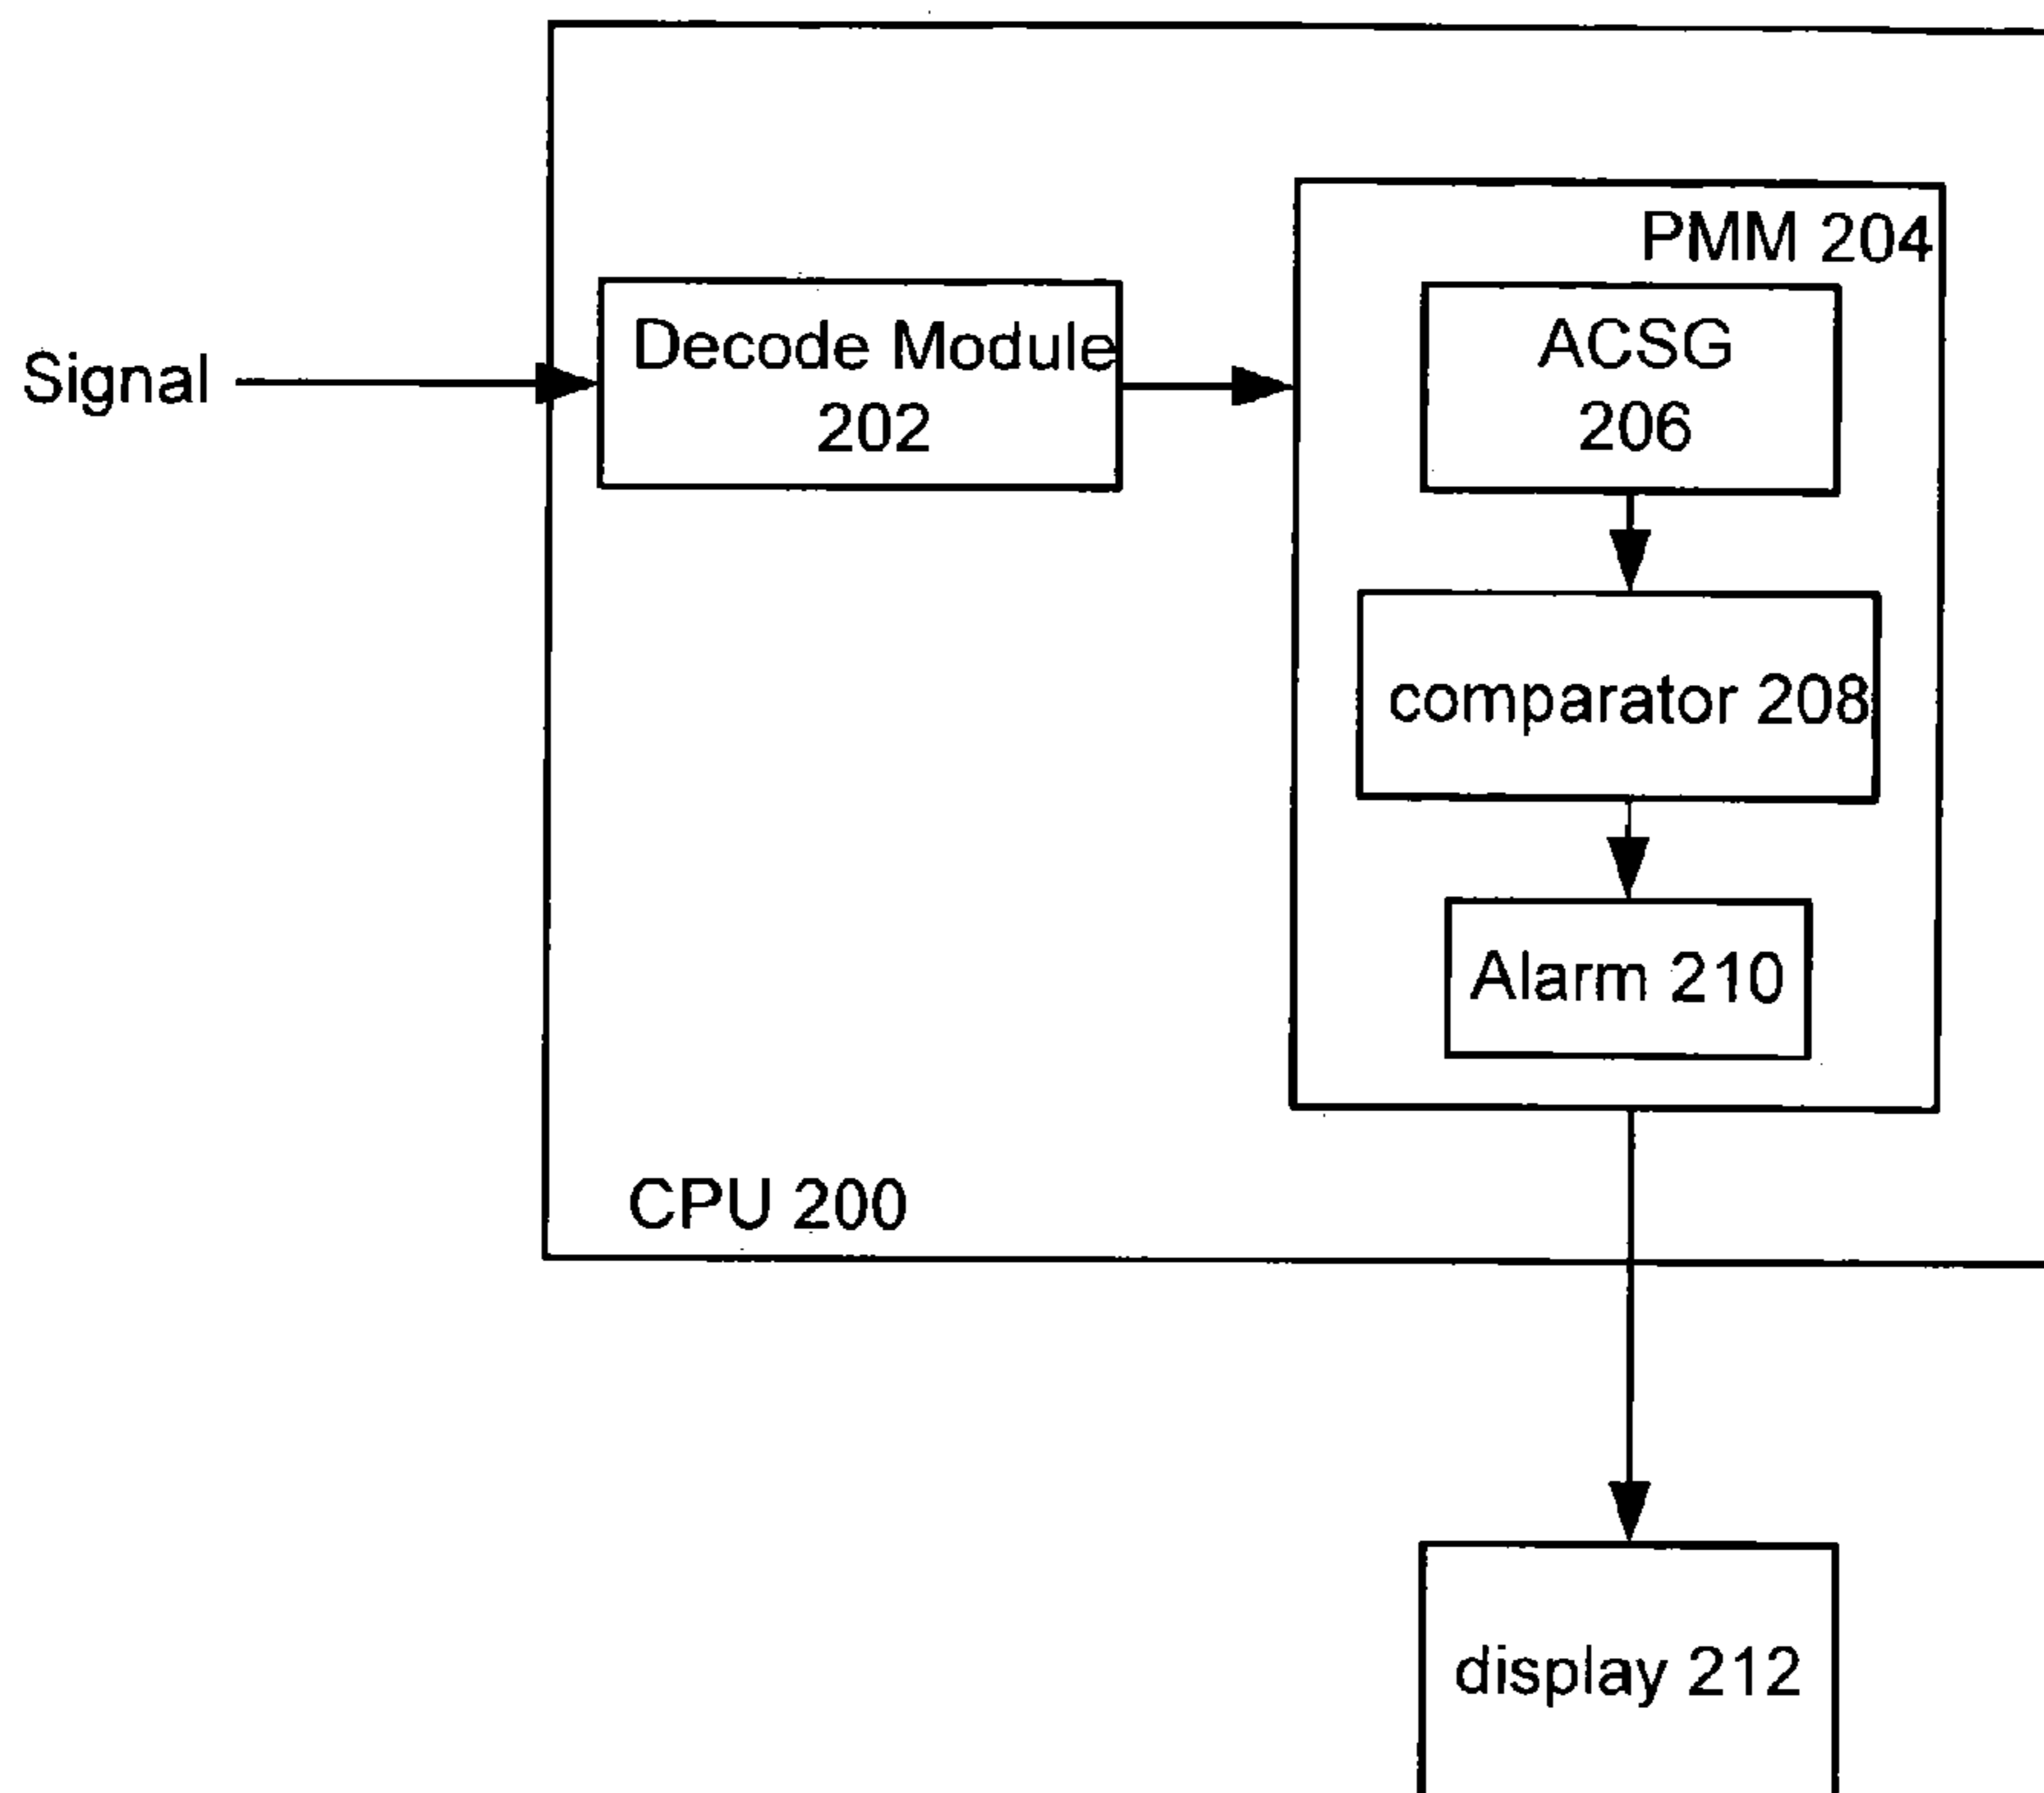 Signal
Decode Module
202
PMM 204
ACSG
206
comparator 208
Alarm 210
CPU 200
display 212